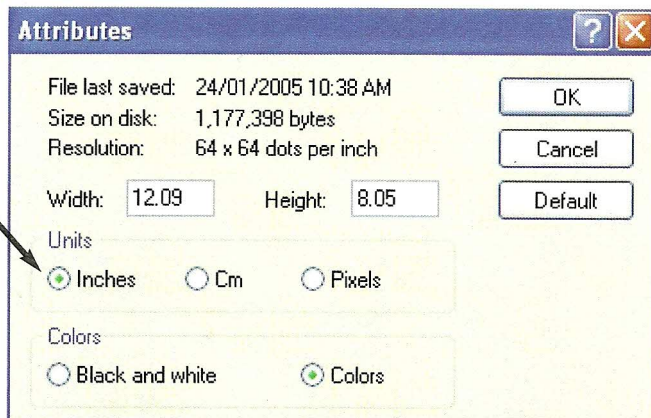 Attributes
File last saved: 24/01/2005 10:38 AM
Size on disk: 1,177,398 bytes
Resolution: 64 x 64 dots per inch
OK
Cancel
Default
Width: 12.09 Height: 8.05
Units
Inches Cm Pixels
Colors
Black and white Colors